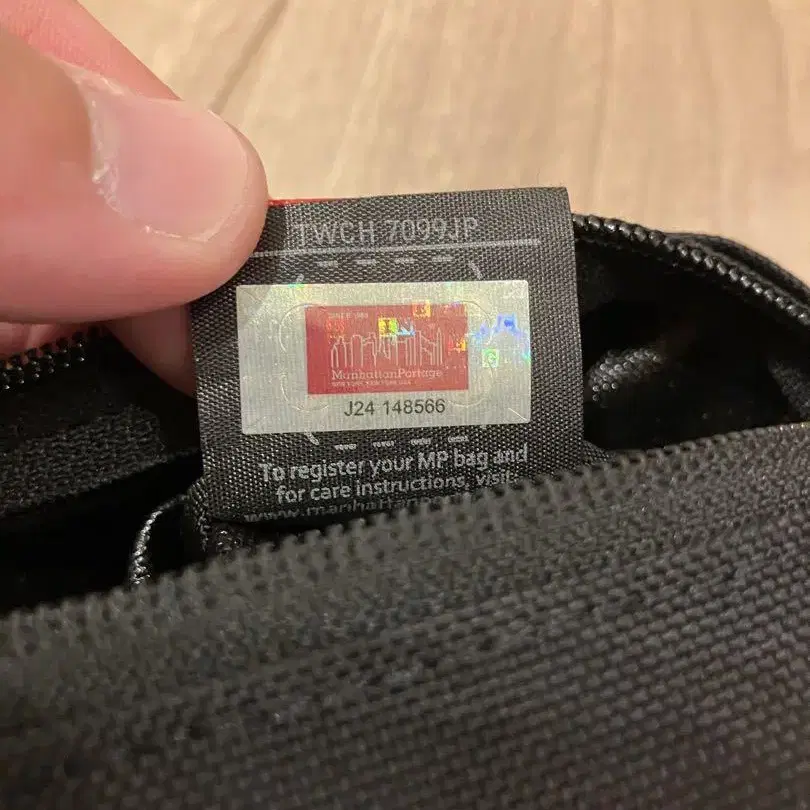 TWCH 7099JP
SINCE 1983
ManhattanPortage
NEW YORK, NEW YORK USA
J24 148566
To register your MP bag and
for care instructions, visit: